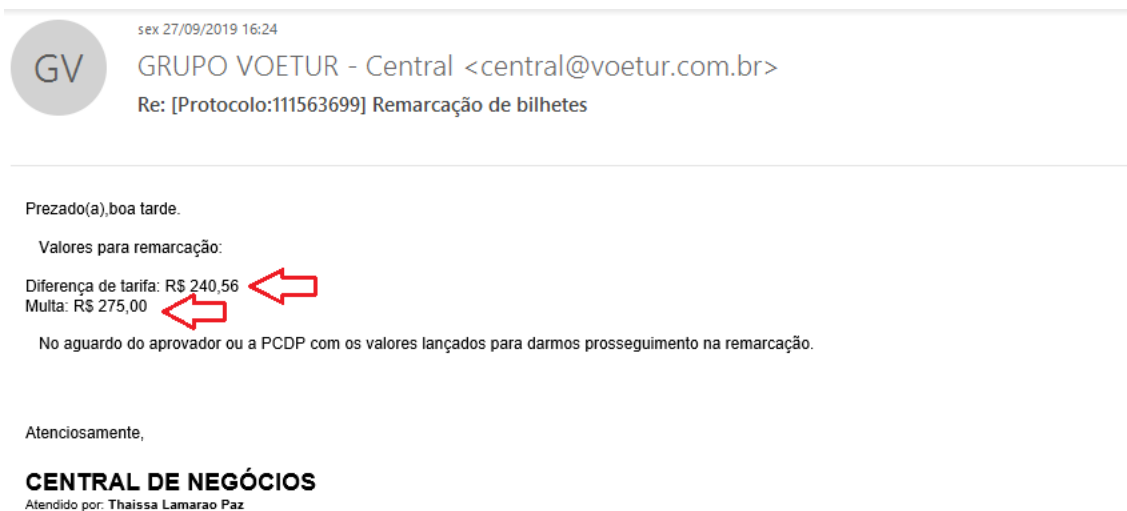 sex 27/09/2019 16:24
GV
GRUPO VOETUR - Central <central@voetur.com.br>
Re: [Protocolo:111563699] Remarcação de bilhetes
Prezado(a),boa tarde.
Valores para remarcação:
Diferença de tarifa: R$ 240,56
Multa: R$ 275,00
No aguardo do aprovador ou a PCDP com os valores lançados para darmos prosseguimento na remarcação.
Atenciosamente,
CENTRAL DE NEGÓCIOS
Atendido por: Thaissa Lamarao Paz